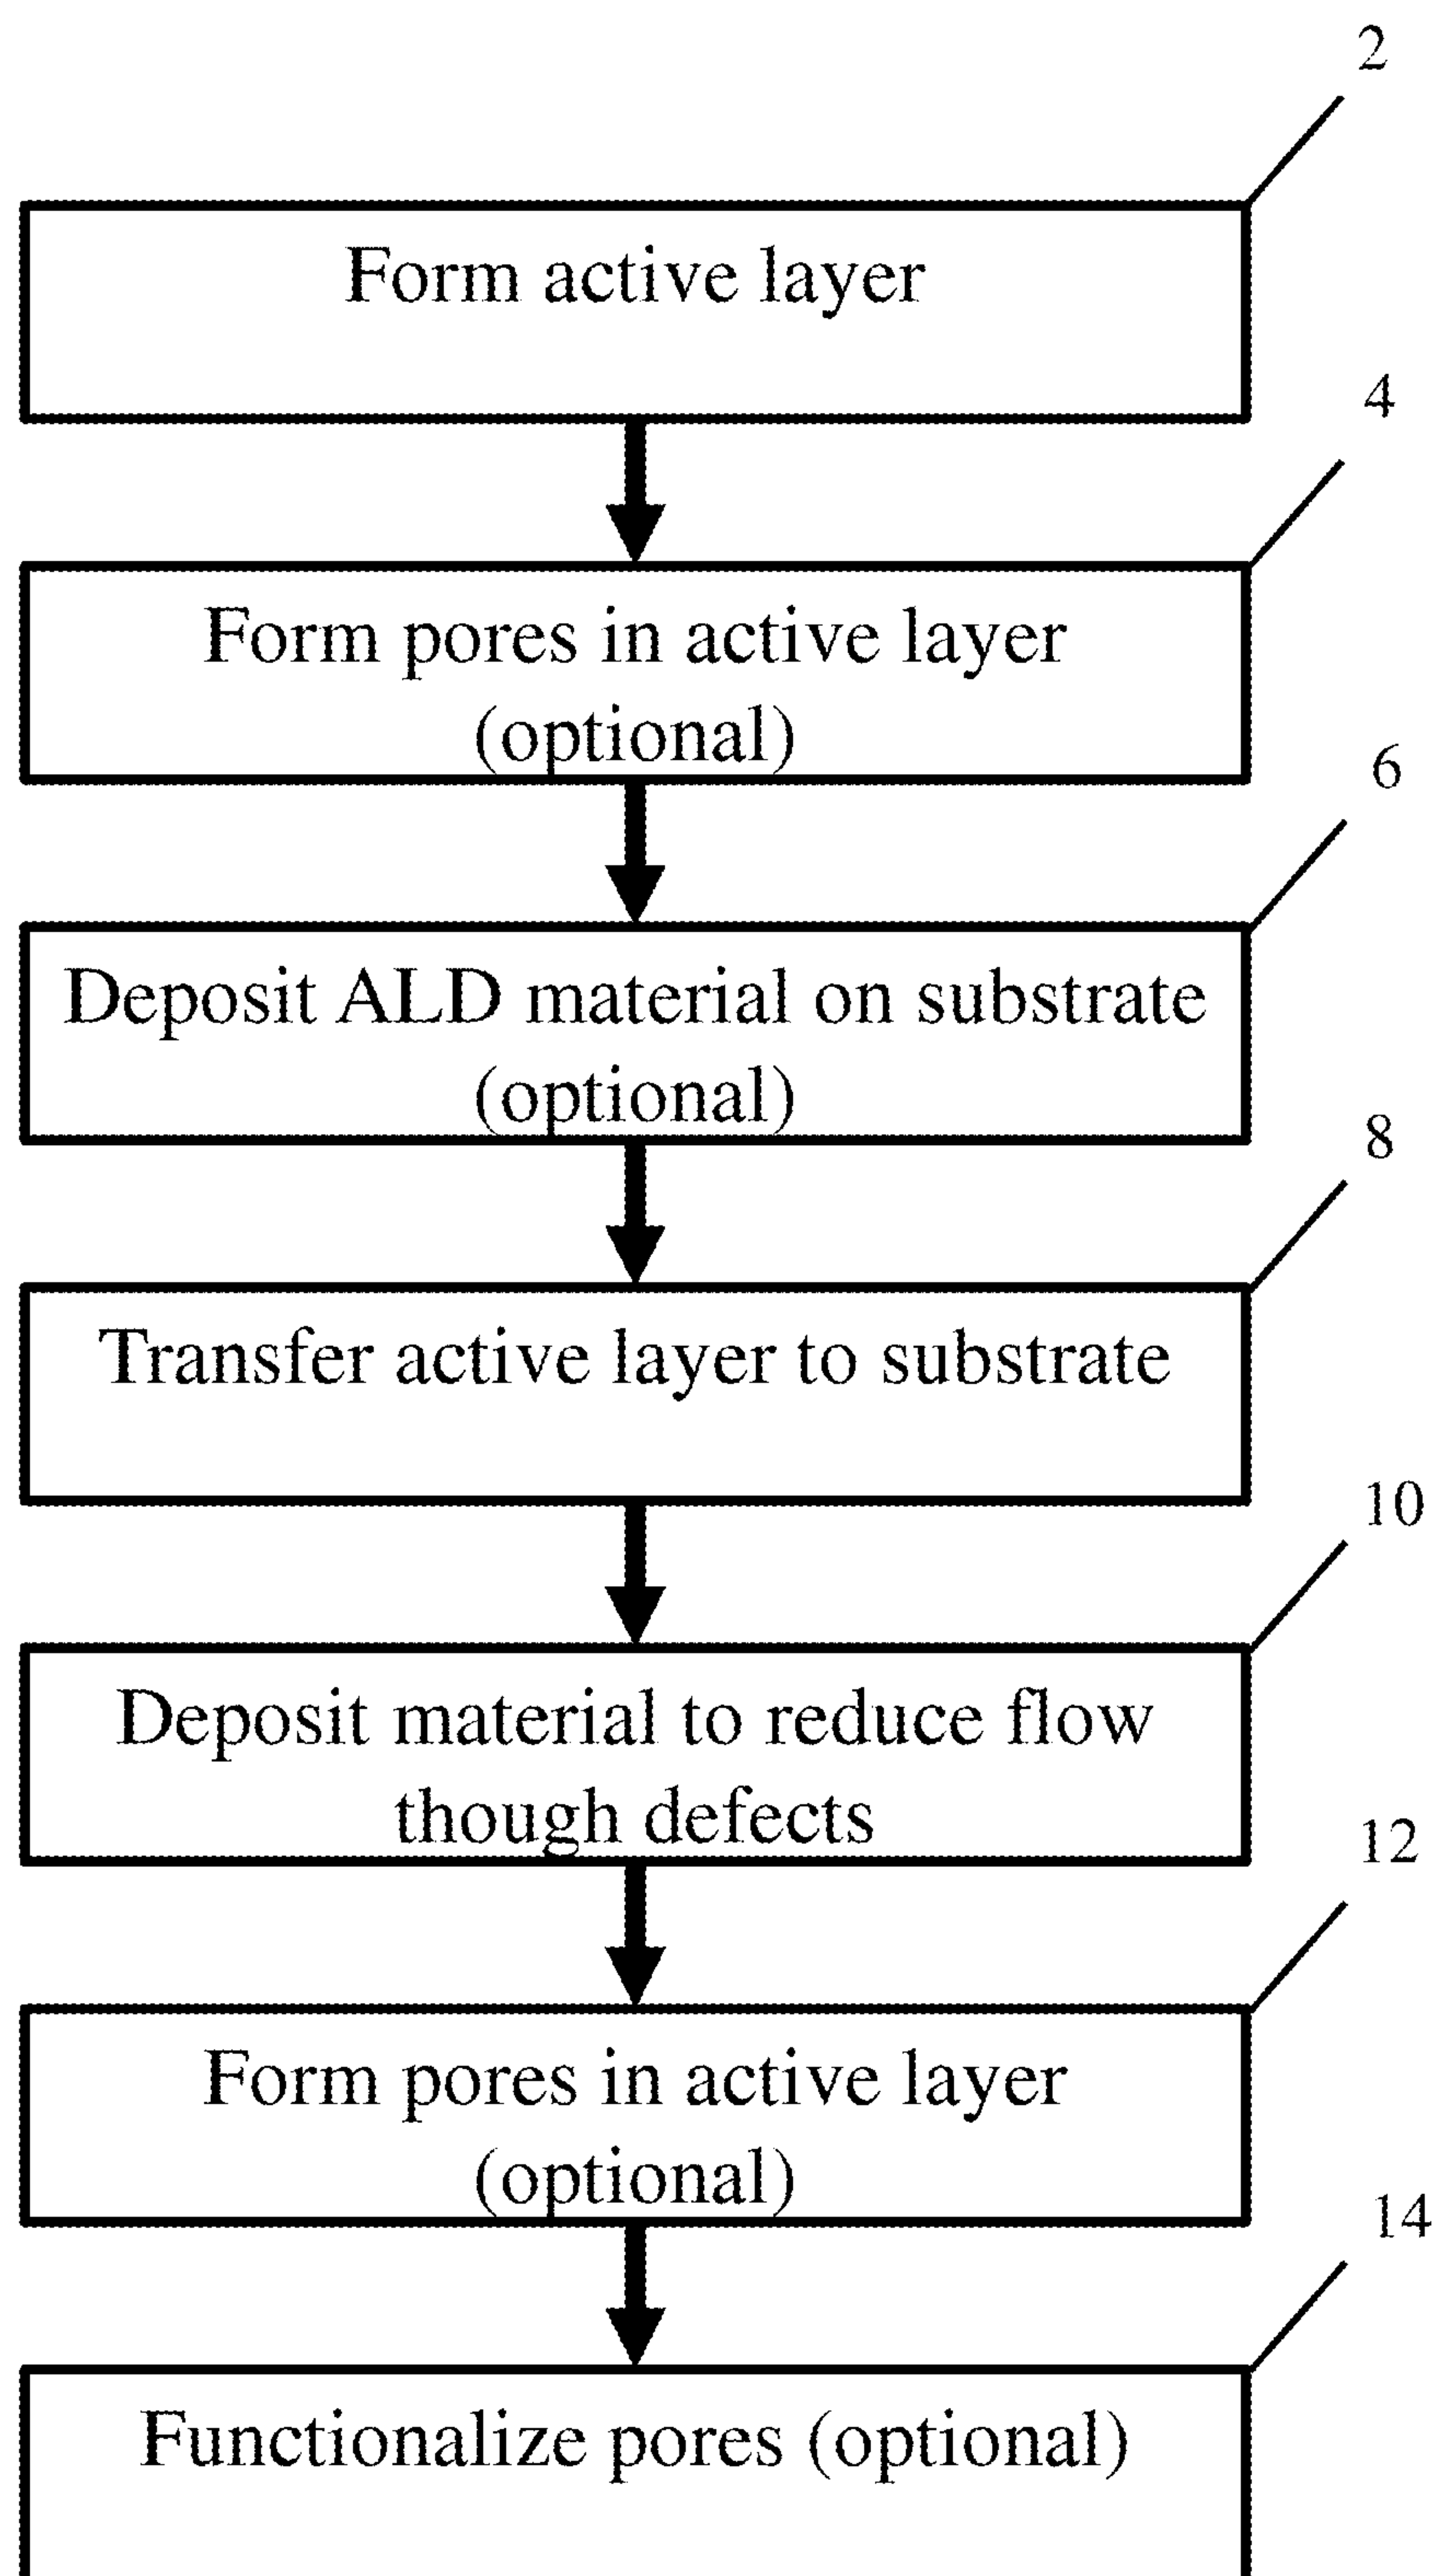 2
Form active layer
4
Form pores in active layer
(optional)
6
Deposit ALD material on substrate
(optional)
8
Transfer active layer to substrate
10
Deposit material to reduce flow
though defects
12
Form pores in active layer
(optional)
14
Functionalize pores (optional)